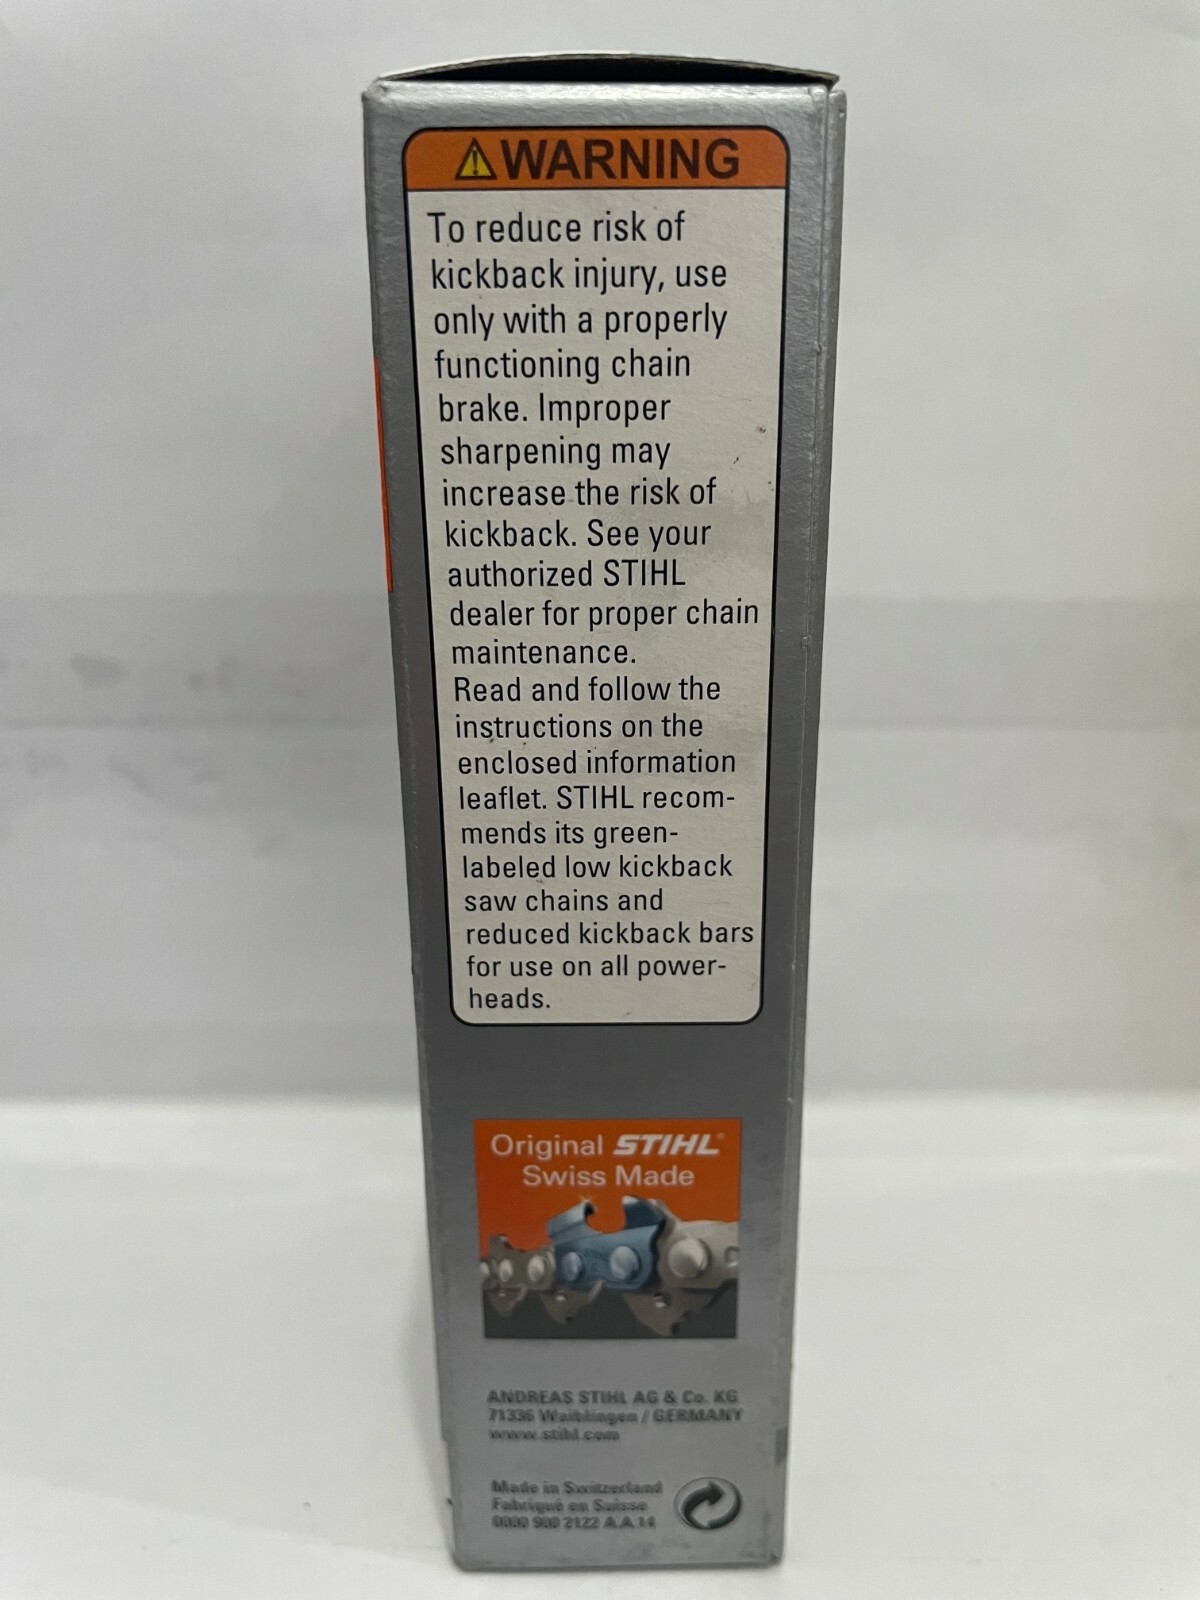 WARNING
To reduce risk of
kickback injury, use
only with a properly
functioning chain
brake. Improper
sharpening may
increase the risk of
kickback. See your
authorized STIHL
dealer for proper chain
maintenance.
Read and follow the
instructions on the
enclosed information
leaflet. STIHL recom-
mends its green-
labeled low kickback
saw chains and
reduced kickback bars
for use on all power-
heads.
Original STIHL®
Swiss Made
ANDREAS STIHL AG & Co. KG
71336 Waiblingen / GERMANY
www.stihl.com
Made in Switzerland
Fabriqué en Suisse
0000 900 2122 A.A.14